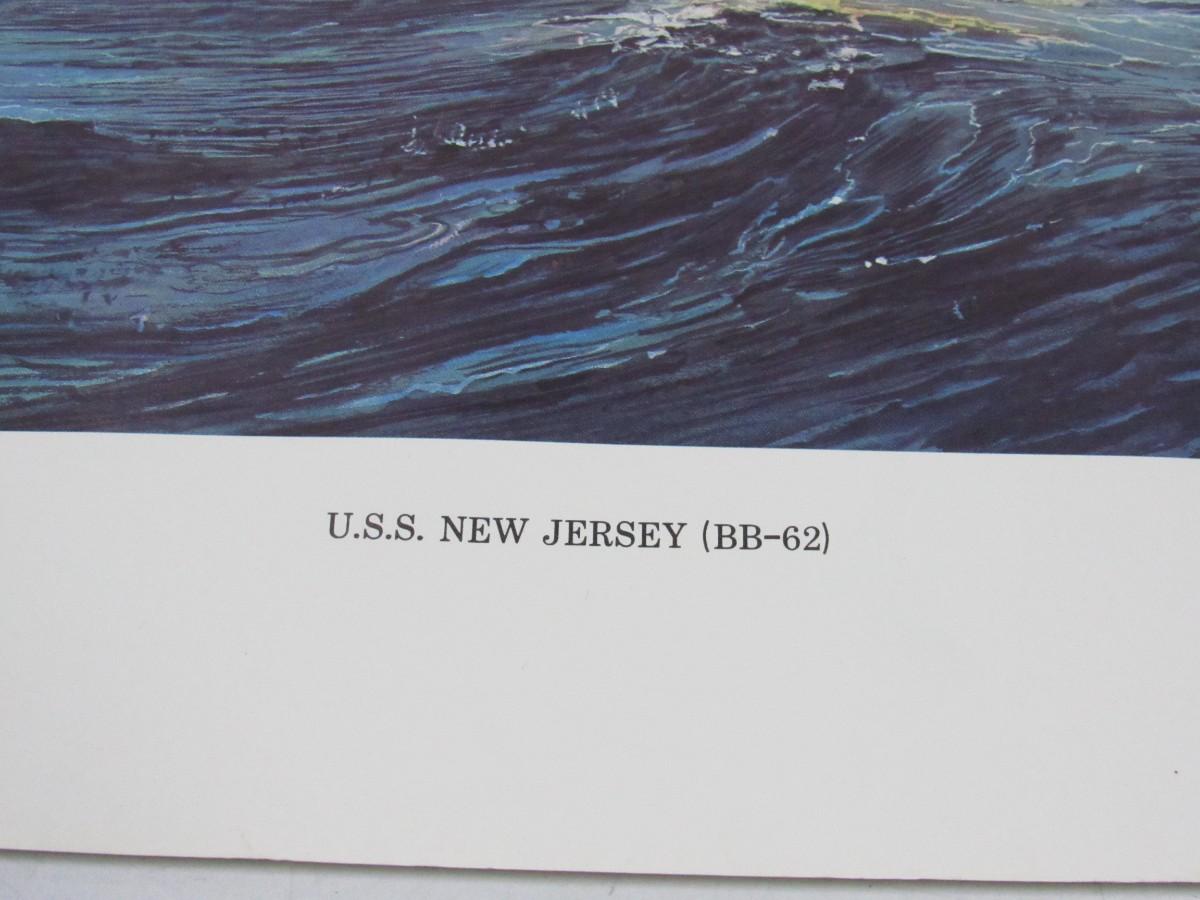 U.S.S. NEW JERSEY (BB-62)